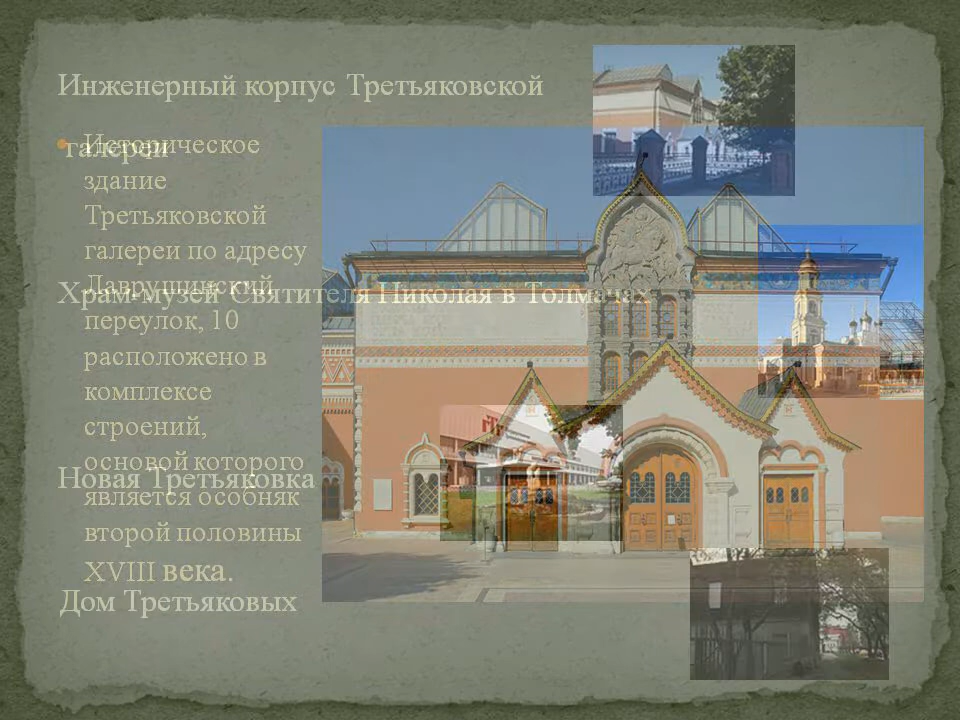 Инженерный корпус Третьяковской
галереи
• Историческое
здание
Третьяковской
галереи по адресу
Лаврушинский
переулок, 10
расположено в
комплексе
строений,
основой которого
является особняк
второй половины
XVIII века.
Храм-музей Святителя Николая в Толмачах
Новая Третьяковка
Дом Третьяковых